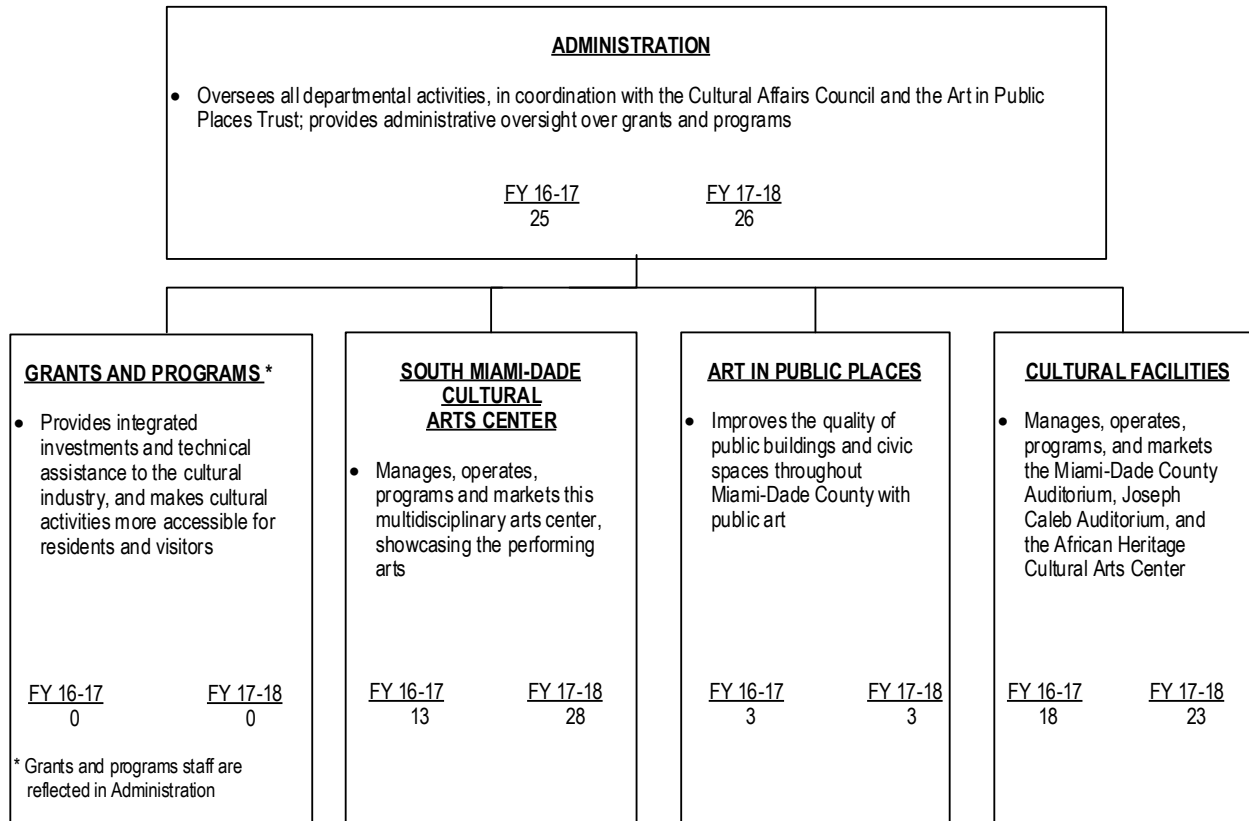 ADMINISTRATION
• Oversees all departmental activities, in coordination with the Cultural Affairs Council and the Art in Public
Places Trust; provides administrative oversight over grants and programs
FY 16-17 FY 17-18
25 26
GRANTS AND PROGRAMS *
• Provides integrated
investments and technical
assistance to the cultural
industry, and makes cultural
activities more accessible for
residents and visitors
FY 16-17 FY 17-18
0 0
* Grants and programs staff are
reflected in Administration
SOUTH MIAMI-DADE
CULTURAL
ARTS CENTER
• Manages, operates,
programs and markets this
multidisciplinary arts center,
showcasing the performing
arts
FY 16-17 FY 17-18
13 28
ART IN PUBLIC PLACES
• Improves the quality of
public buildings and civic
spaces throughout
Miami-Dade County with
public art
FY 16-17 FY 17-18
3 3
CULTURAL FACILITIES
• Manages, operates,
programs, and markets
the Miami-Dade County
Auditorium, Joseph
Caleb Auditorium, and
the African Heritage
Cultural Arts Center
FY 16-17 FY 17-18
18 23